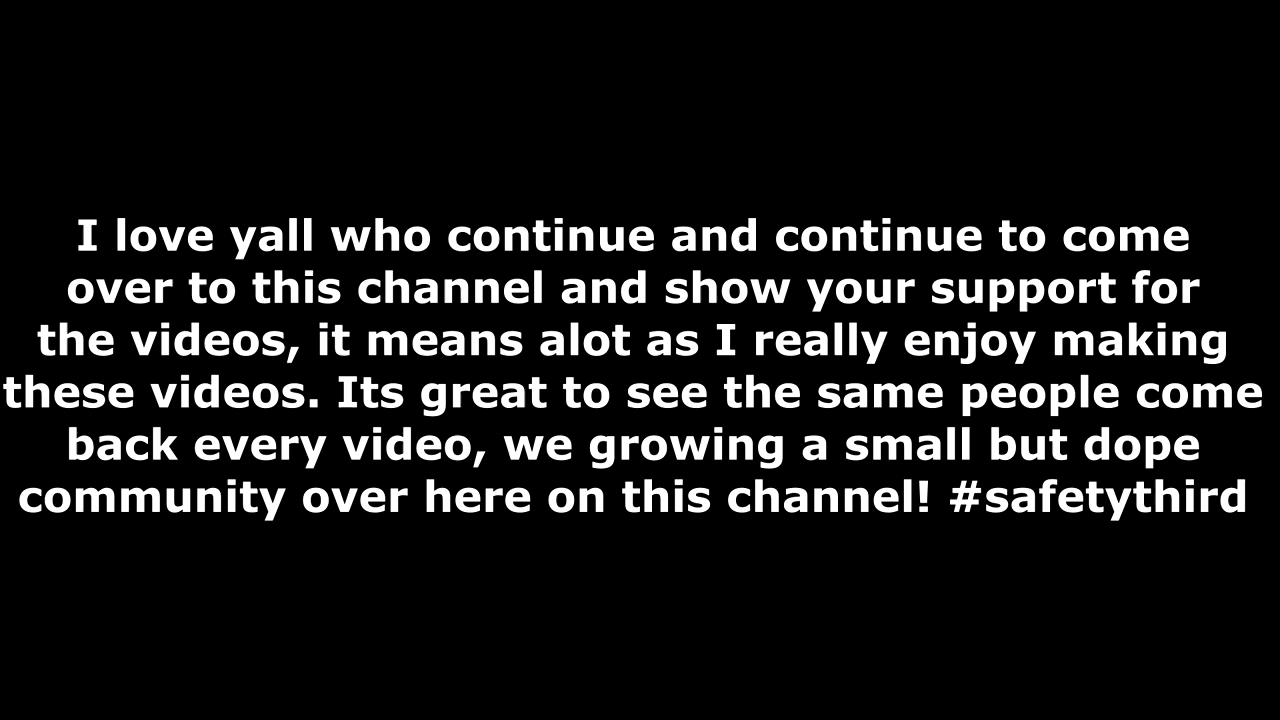 I love yall who continue and continue to come
over to this channel and show your support for
the videos, it means alot as I really enjoy making
these videos. Its great to see the same people come
back every video, we growing a small but dope
community over here on this channel! #safetythird